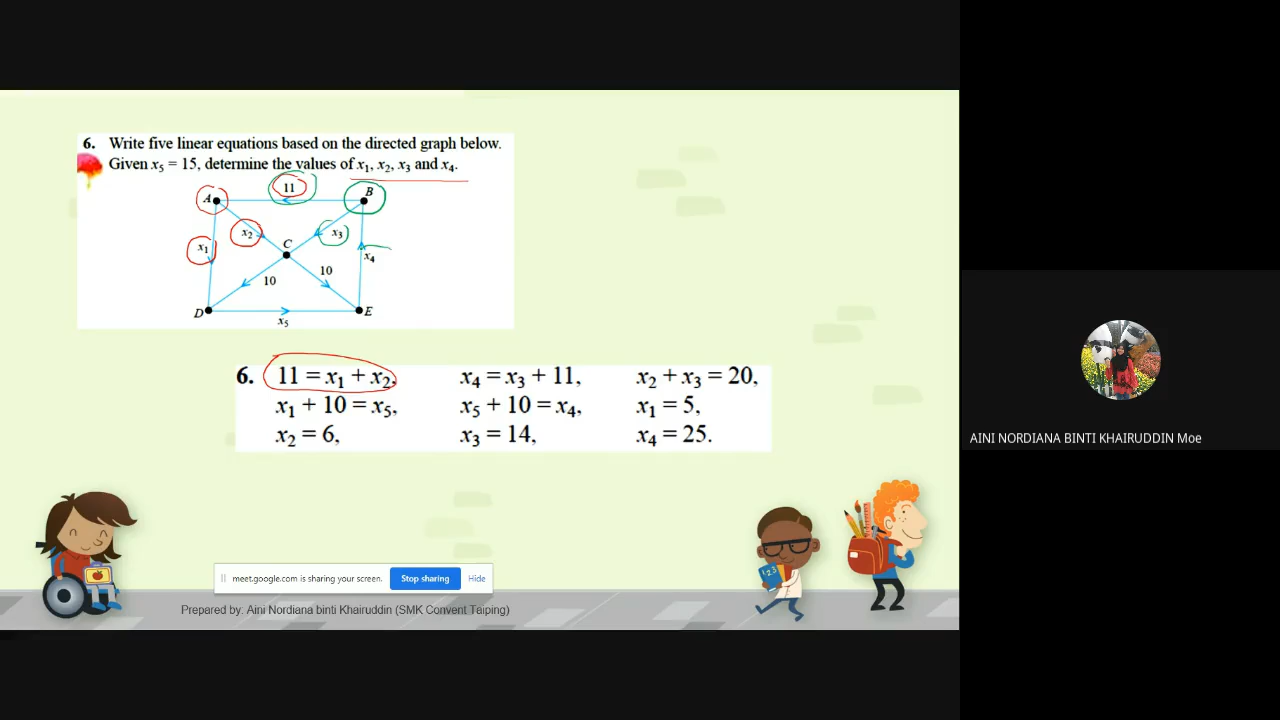 6. Write five linear equations based on the directed graph below.
Given x₅ = 15, determine the values of x₁, x₂, x₃ and x₄.
A
11
B
x₁
x₂
C
x₃
x₄
10
10
D
x₅
E
6. 11 = x₁ + x₂, x₄ = x₃ + 11, x₂ + x₃ = 20,
x₁ + 10 = x₅, x₅ + 10 = x₄, x₁ = 5,
x₂ = 6, x₃ = 14, x₄ = 25.
meet.google.com is sharing your screen. Stop sharing Hide
Prepared by: Aini Nordiana binti Khairuddin (SMK Convent Taiping)
1 2 3
AINI NORDIANA BINTI KHAIRUDDIN Moe